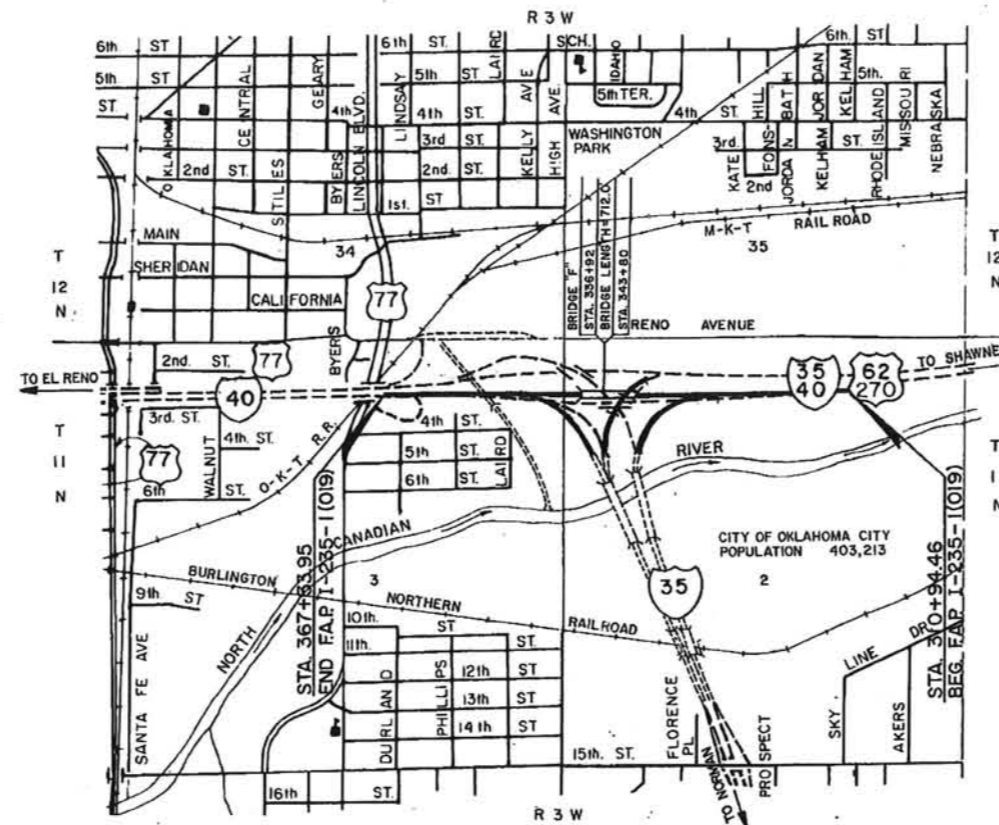 R 3 W
6th ST
6th ST.
LAIRD
SCH.
IDAHO
6th ST
5th ST
CENTRAL
GEARY
LINDSAY
5th ST.
AVE
AVE.
5th TER.
HILL
BATH
JORDAN
KELHAM
5th.
MISSOURI
ST.
OKLAHOMA
4th
BLVD.
4th ST.
4th ST.
NEBRASKA
3rd ST.
KELLY
HIGH
WASHINGTON
PARK
3rd.
FONS-
ST.
2nd ST.
STILES
BYERS
LINCOLN
2nd. ST.
KATE
2nd
JORDAN
KELHAM
RHODE ISLAND
1st. ST
MAIN
34
M-K-T RAIL ROAD
35
T
12
N
SHERIDAN
CALIFORNIA
77
BRIDGE "F"
STA. 336+92
BRIDGE LENGTH=712.0
STA. 343+80
T
12
N
RENO AVENUE
2nd. ST.
77
BYERS
TO EL RENO
40
35
40
62
270
TO SHAWNE
3rd ST.
4th ST.
WALNUT
4th ST.
5th ST.
LAIRD
6th ST.
T
11
N
77
6th ST.
O-K-T R.R.
RIVER
T
1
N
CANADIAN
CITY OF OKLAHOMA CITY
POPULATION 403,213
BURLINGTON
3
35
2
9th ST
NORTHERN
RAILROAD
NORTH
STA. 367+83.95
END F.A.P. I-235-1(019)
10th. ST
11th. ST.
12th ST
13th ST
14th ST
DURLAND
PHILLIPS
SANTA FE AVE
LINE DR.
SKY
AKERS
STA. 310+94.46
BEG. F.A.P. I-235-1(019)
FLORENCE
PL.
PROSPECT
15th. ST.
16th ST.
TO NORMAN
R 3 W